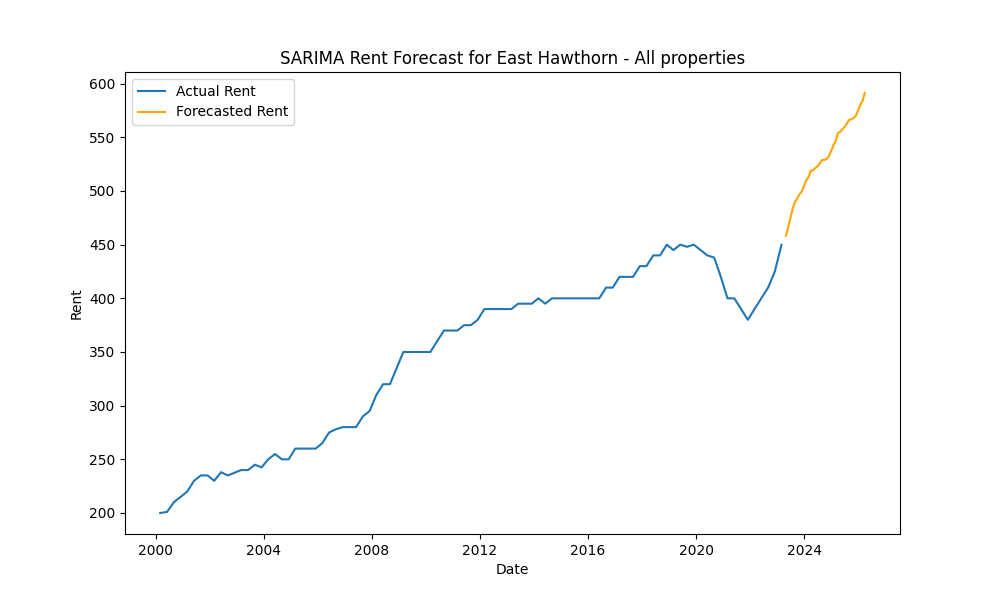 SARIMA Rent Forecast for East Hawthorn - All properties
Actual Rent
Forecasted Rent
600
550
500
450
400
350
300
250
200
Rent
2000 2004 2008 2012 2016 2020 2024
Date